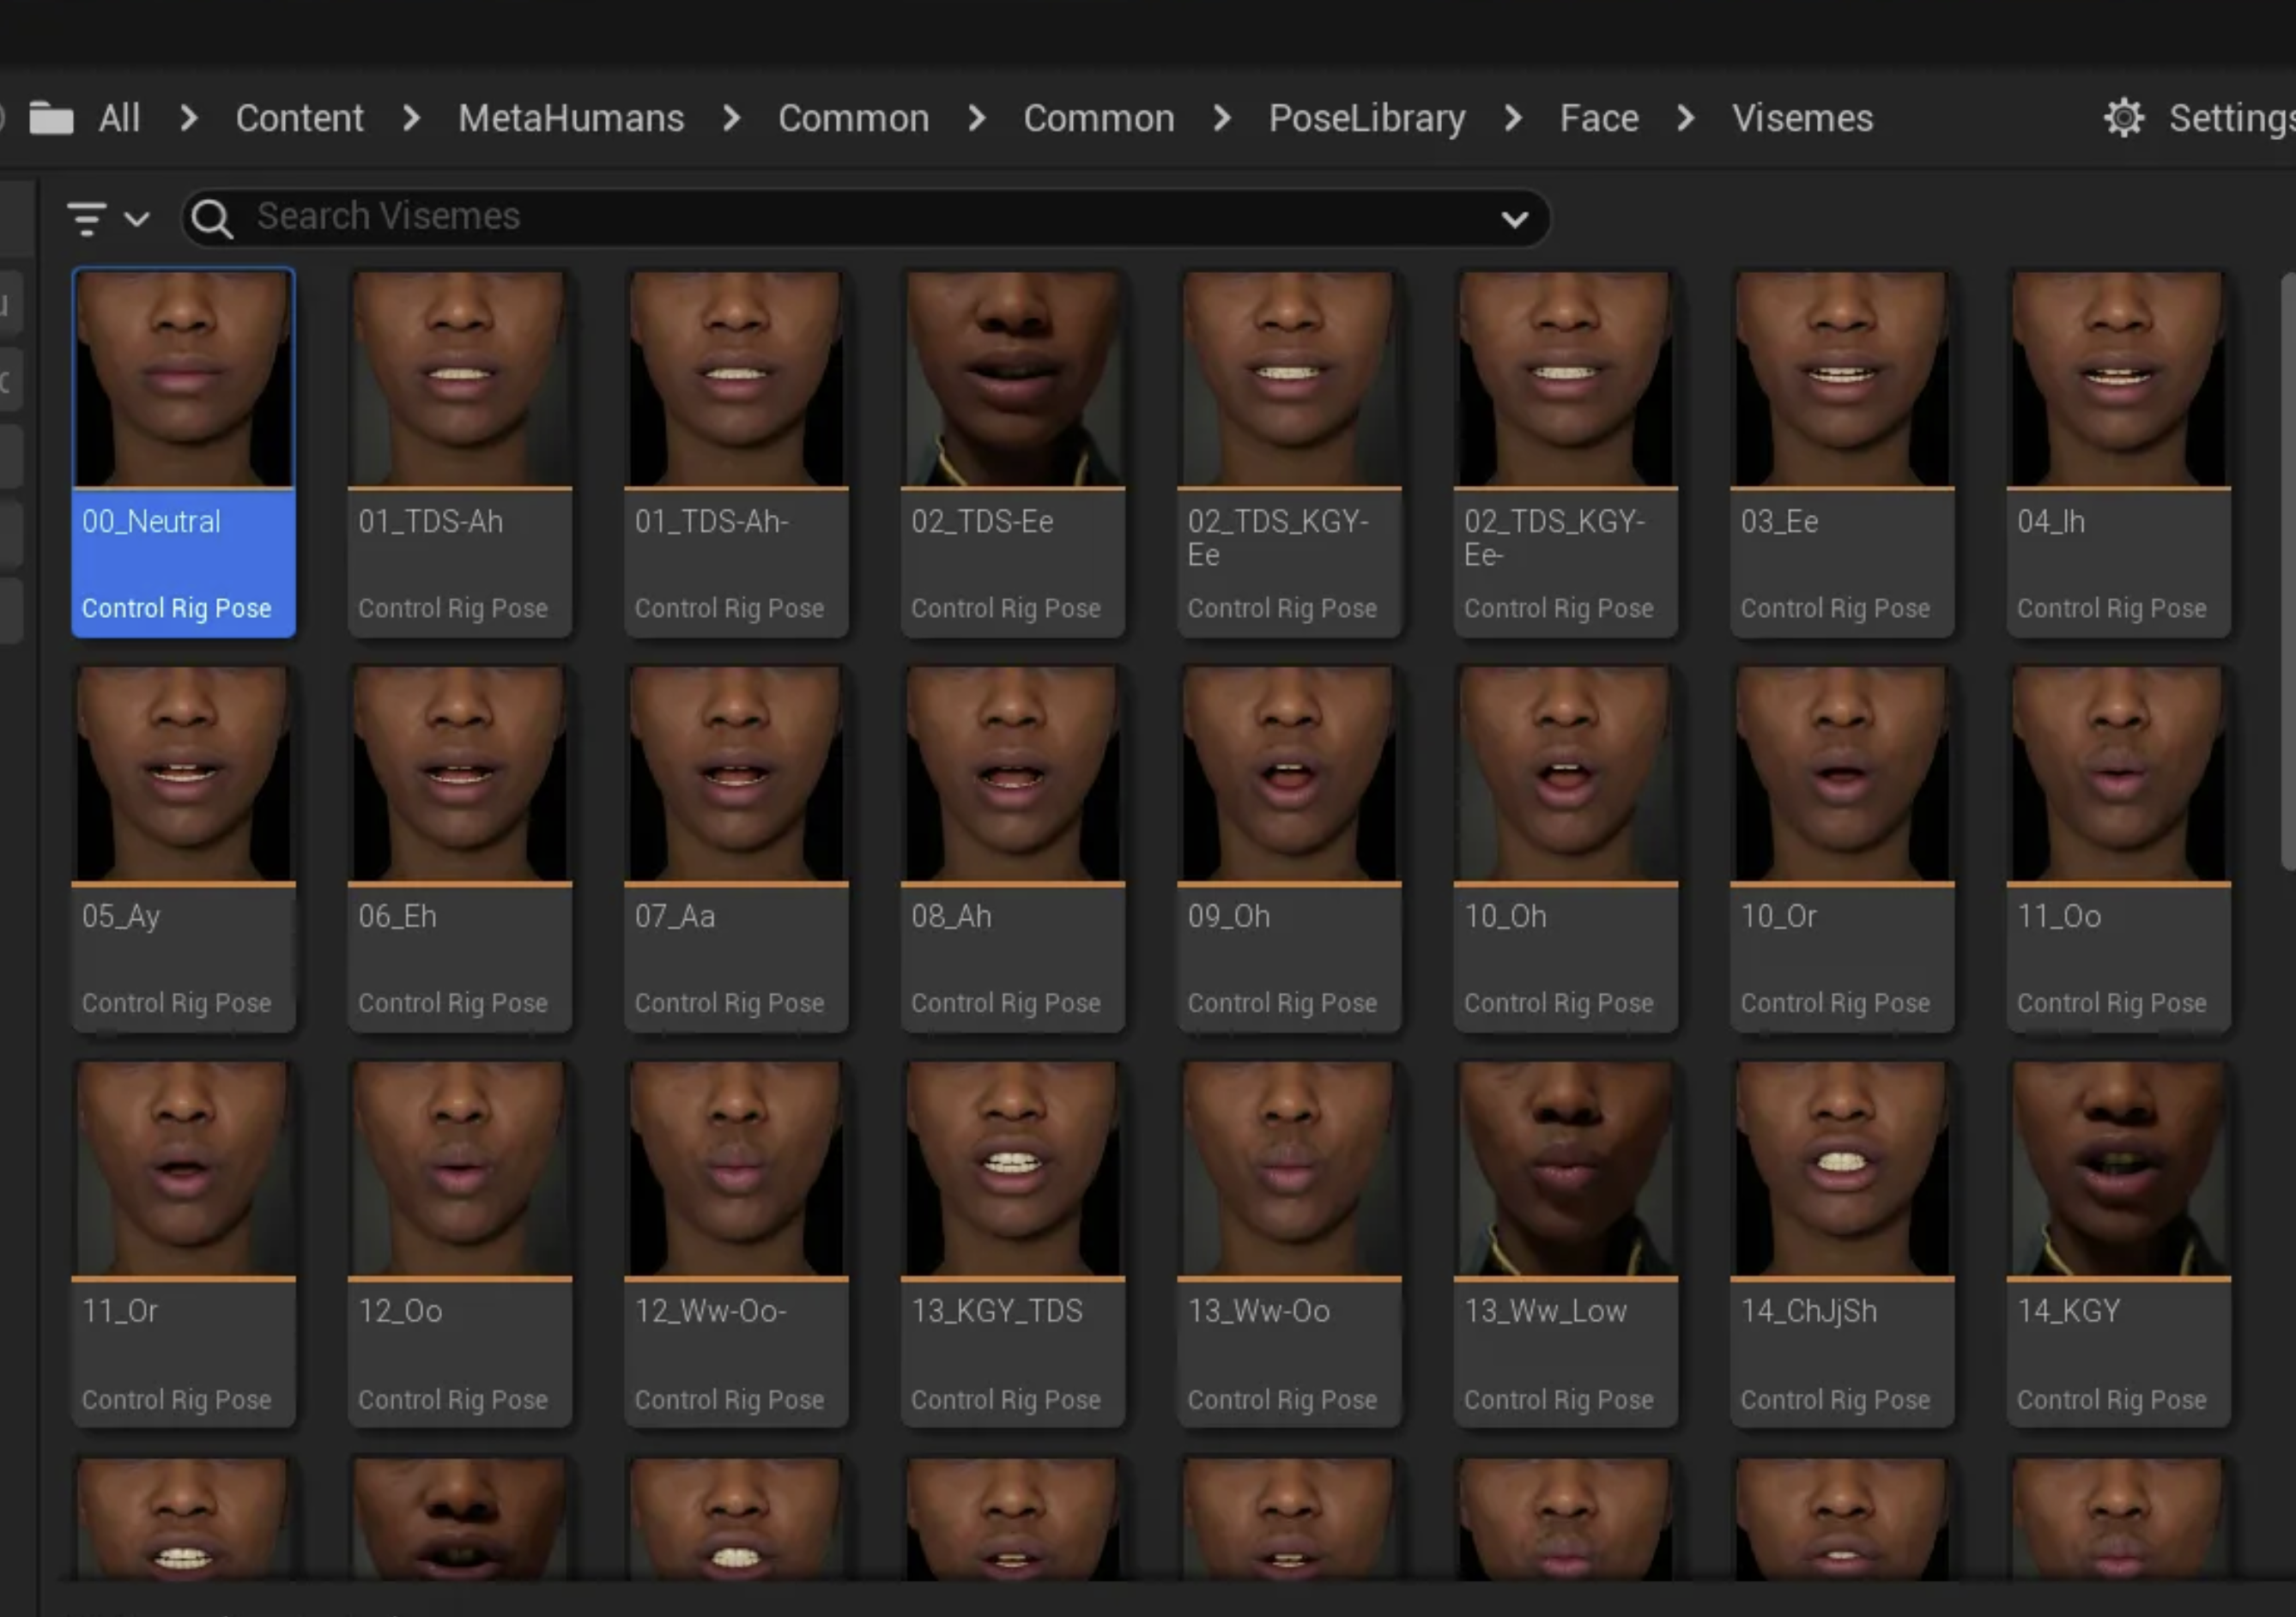 All > Content > MetaHumans > Common > Common > PoseLibrary > Face > Visemes
Settings
Search Visemes
00_Neutral
Control Rig Pose
01_TDS-Ah
Control Rig Pose
01_TDS-Ah-
Control Rig Pose
02_TDS-Ee
Control Rig Pose
02_TDS_KGY-
Ee
Control Rig Pose
02_TDS_KGY-
Ee-
Control Rig Pose
03_Ee
Control Rig Pose
04_Ih
Control Rig Pose
05_Ay
Control Rig Pose
06_Eh
Control Rig Pose
07_Aa
Control Rig Pose
08_Ah
Control Rig Pose
09_Oh
Control Rig Pose
10_Oh
Control Rig Pose
10_Or
Control Rig Pose
11_Oo
Control Rig Pose
11_Or
Control Rig Pose
12_Oo
Control Rig Pose
12_Ww-Oo-
Control Rig Pose
13_KGY_TDS
Control Rig Pose
13_Ww-Oo
Control Rig Pose
13_Ww_Low
Control Rig Pose
14_ChJjSh
Control Rig Pose
14_KGY
Control Rig Pose